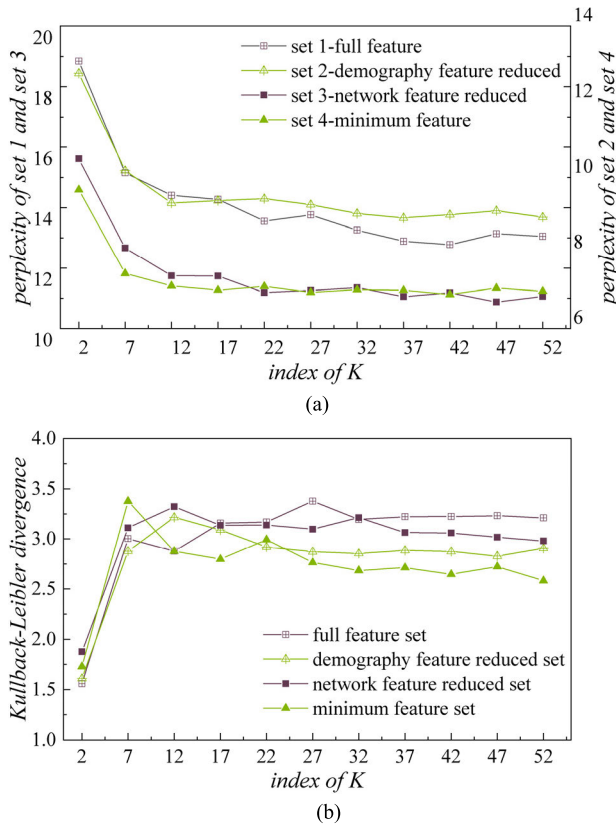 14
20
set 1-full feature
set 2-demography feature reduced
set 3-network feature reduced
set 4-minimum feature
18
12
16
10
14
8
12
10
6
perplexity of set 1 and set 3
perplexity of set 2 and set 4
2 7 12 17 22 27 32 37 42 47 52
index of K
(a)
4.0
3.5
3.0
2.5
2.0
1.5
1.0
Kullback-Leibler divergence
full feature set
demography feature reduced set
network feature reduced set
minimum feature set
2 7 12 17 22 27 32 37 42 47 52
index of K
(b)